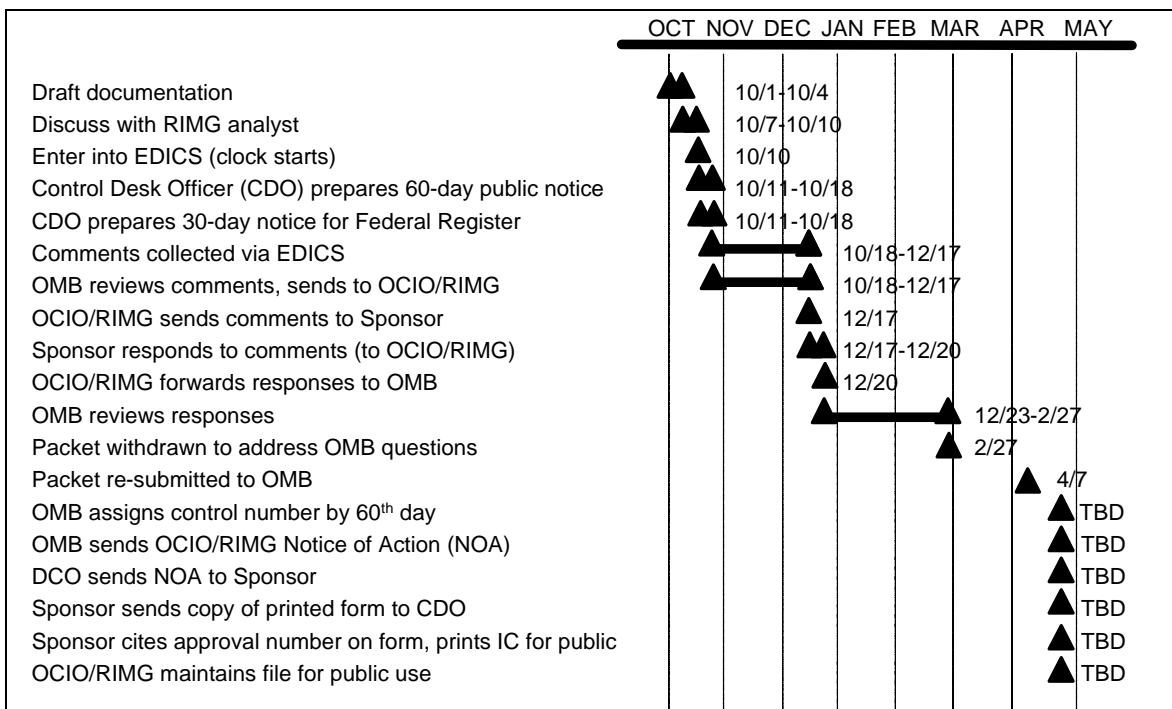 OCT NOV DEC JAN FEB MAR APR MAY
Draft documentation 10/1-10/4
Discuss with RIMG analyst 10/7-10/10
Enter into EDICS (clock starts) 10/10
Control Desk Officer (CDO) prepares 60-day public notice 10/11-10/18
CDO prepares 30-day notice for Federal Register 10/11-10/18
Comments collected via EDICS 10/18-12/17
OMB reviews comments, sends to OCIO/RIMG 10/18-12/17
OCIO/RIMG sends comments to Sponsor 12/17
Sponsor responds to comments (to OCIO/RIMG) 12/17-12/20
OCIO/RIMG forwards responses to OMB 12/20
OMB reviews responses 12/23-2/27
Packet withdrawn to address OMB questions 2/27
Packet re-submitted to OMB 4/7
OMB assigns control number by 60th day TBD
OMB sends OCIO/RIMG Notice of Action (NOA) TBD
DCO sends NOA to Sponsor TBD
Sponsor sends copy of printed form to CDO TBD
Sponsor cites approval number on form, prints IC for public TBD
OCIO/RIMG maintains file for public use TBD